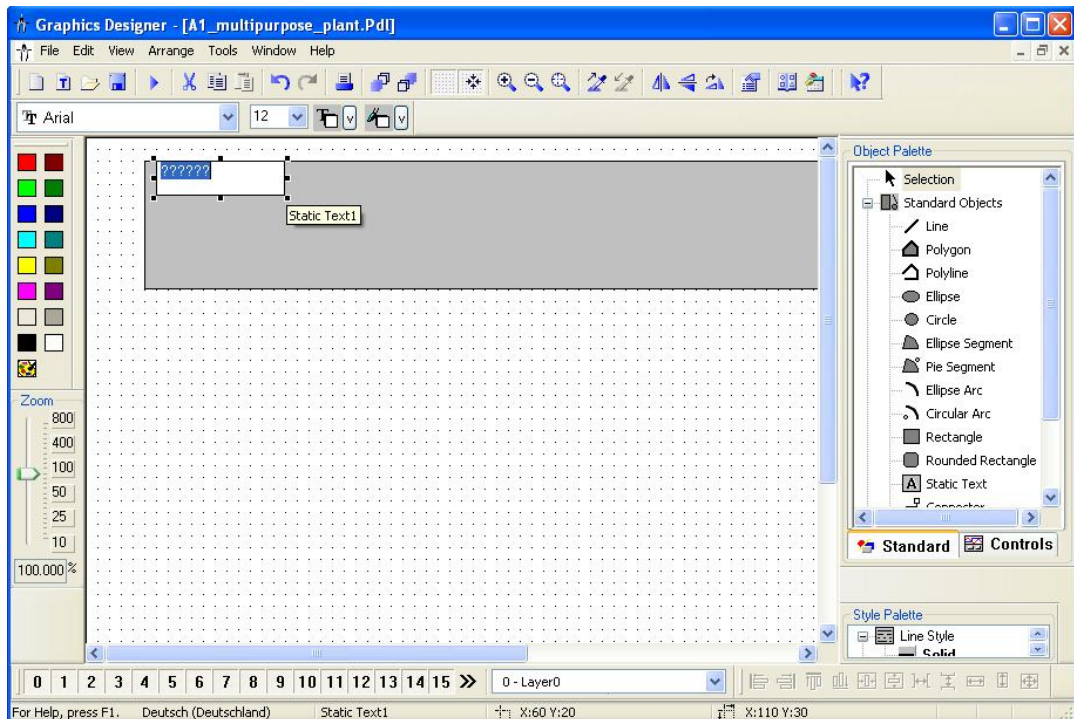 Graphics Designer - [A1_multipurpose_plant.Pdl]
File Edit View Arrange Tools Window Help
Arial
12
??????
Static Text1
Zoom
800
400
100
50
25
10
100.000 %
Object Palette
Selection
Standard Objects
Line
Polygon
Polyline
Ellipse
Circle
Ellipse Segment
Pie Segment
Ellipse Arc
Circular Arc
Rectangle
Rounded Rectangle
A Static Text
Connector
Standard Controls
Style Palette
Line Style
Solid
0 1 2 3 4 5 6 7 8 9 10 11 12 13 14 15 0 - Layer0
For Help, press F1. Deutsch (Deutschland) Static Text1 X:60 Y:20 X:110 Y:30